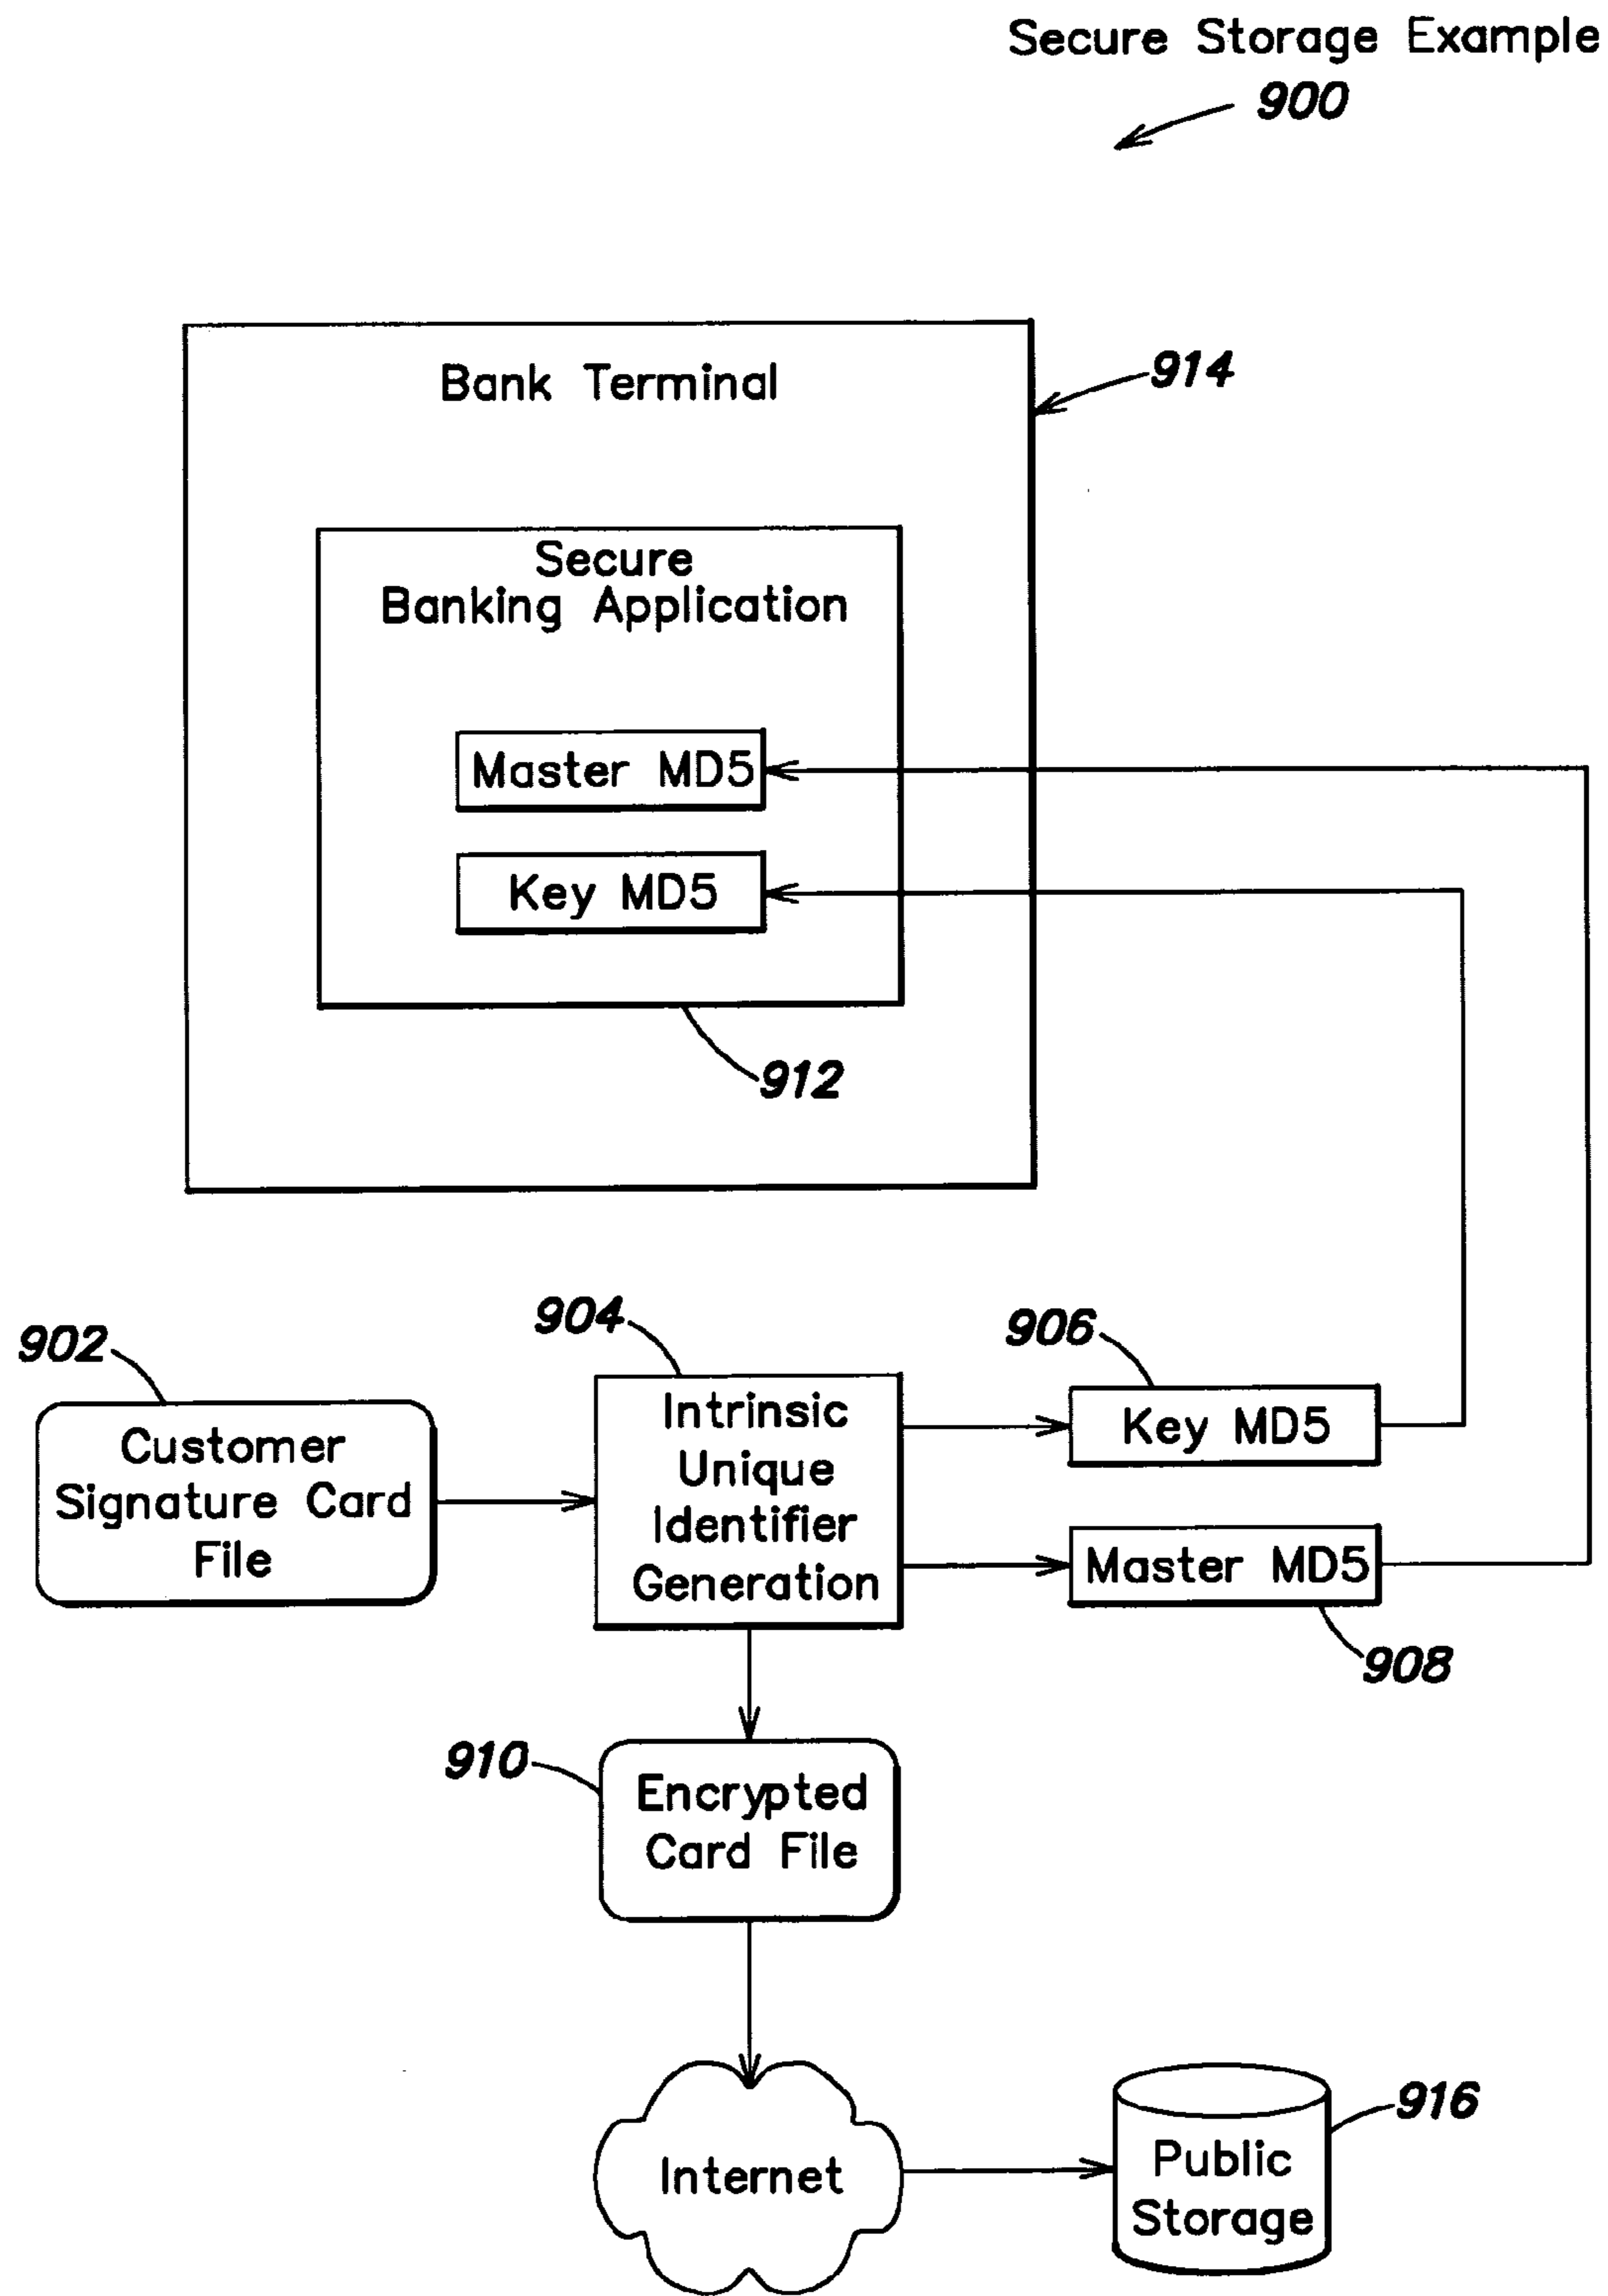 Secure Storage Example
900
Bank Terminal
914
Secure
Banking Application
Master MD5
Key MD5
912
902
Customer
Signature Card
File
904
Intrinsic
Unique
Identifier
Generation
906
Key MD5
Master MD5
908
910
Encrypted
Card File
Internet
Public
Storage
916